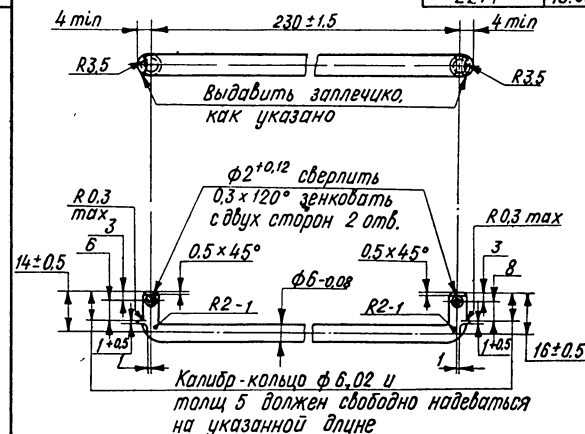 4 min
230 ±1.5
4 min
R3.5
R3.5
Выдавить заплечико,
как указано
ϕ2+0,12 сверлить
0,3 x 120° зенковать
с двух сторон 2 отв.
R 0,3
max
R 0,3 max
3
6
0.5 x 45°
0.5 x 45°
3
8
14±0,5
ϕ6-0,08
R2-1
R2-1
1+0,5
1+0,5
16±0.5
1
1
Калибр-кольцо ϕ 6,02 и
толщ 5 должен свободно надеваться
на указанной длине